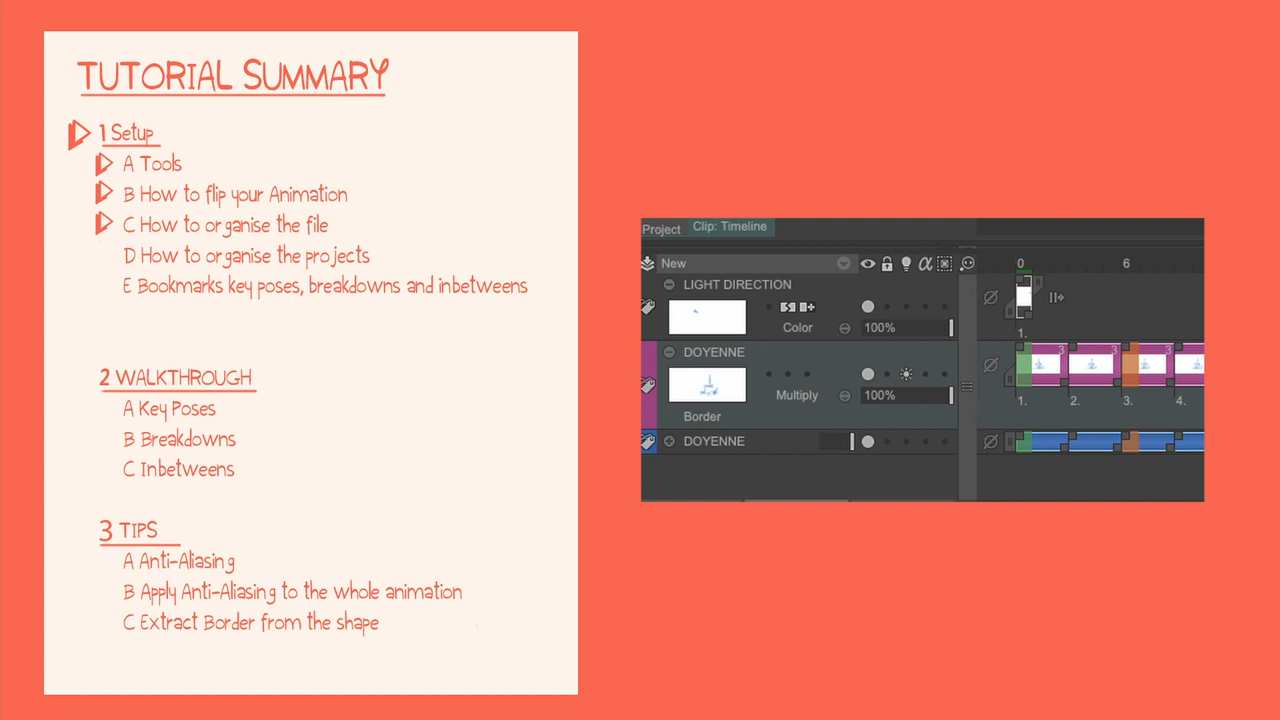 TUTORIAL SUMMARY
1 Setup
A Tools
B How to flip your Animation
C How to organise the file
D How to organise the projects
E Bookmarks key poses, breakdowns and inbetweens
2 WALKTHROUGH
A Key Poses
B Breakdowns
C Inbetweens
3 TIPS
A Anti-Aliasing
B Apply Anti-Aliasing to the whole animation
C Extract Border from the shape
Project Clip: Timeline
New 0 6
LIGHT DIRECTION
Color 100%
1.
DOYENNE
3 3 3
Multiply 100%
1. 2. 3. 4.
Border
DOYENNE